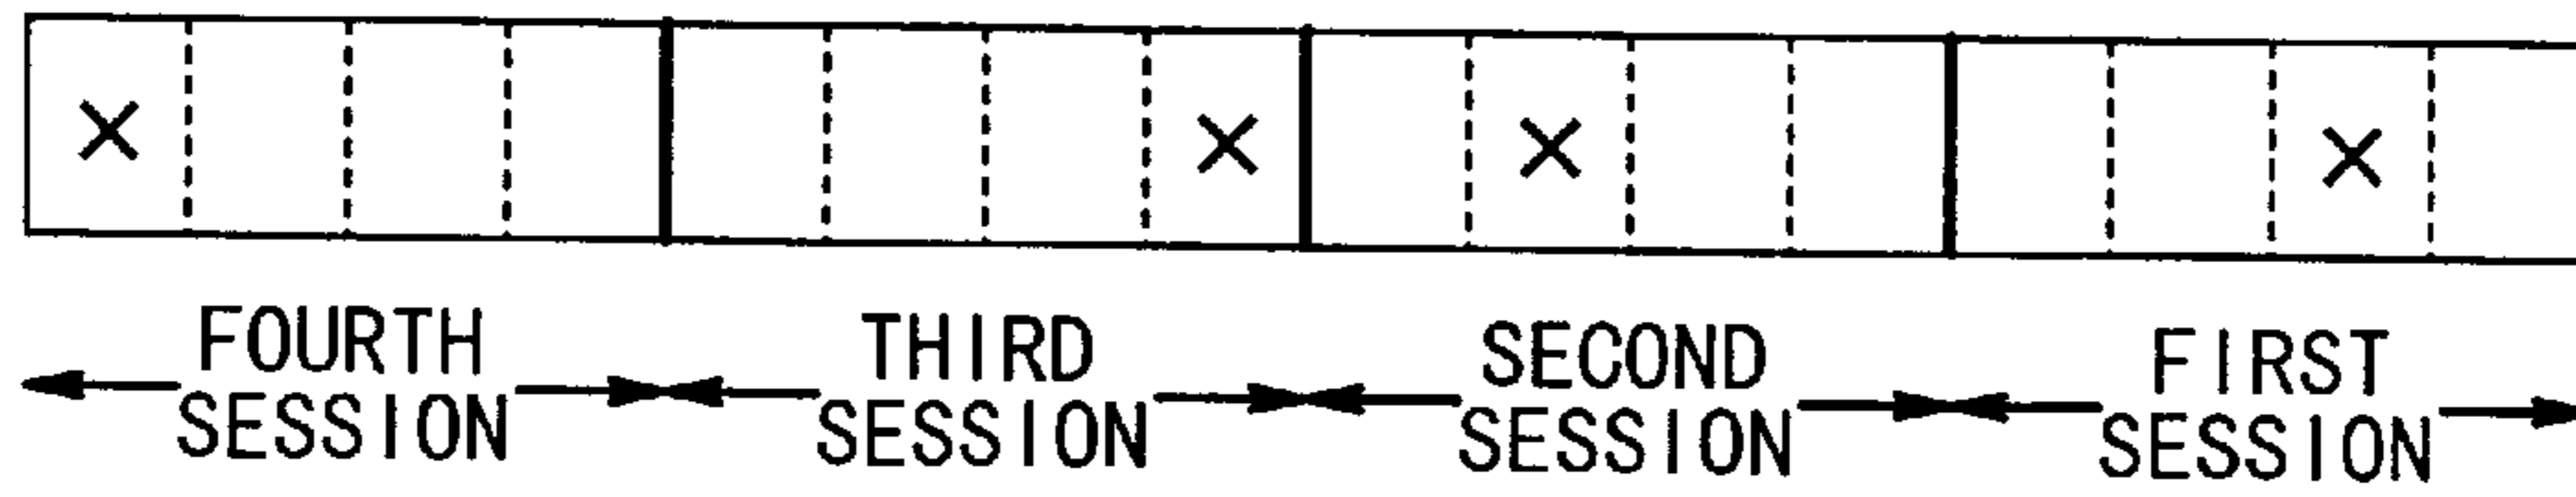 × × × ×
FOURTH SESSION
THIRD SESSION
SECOND SESSION
FIRST SESSION